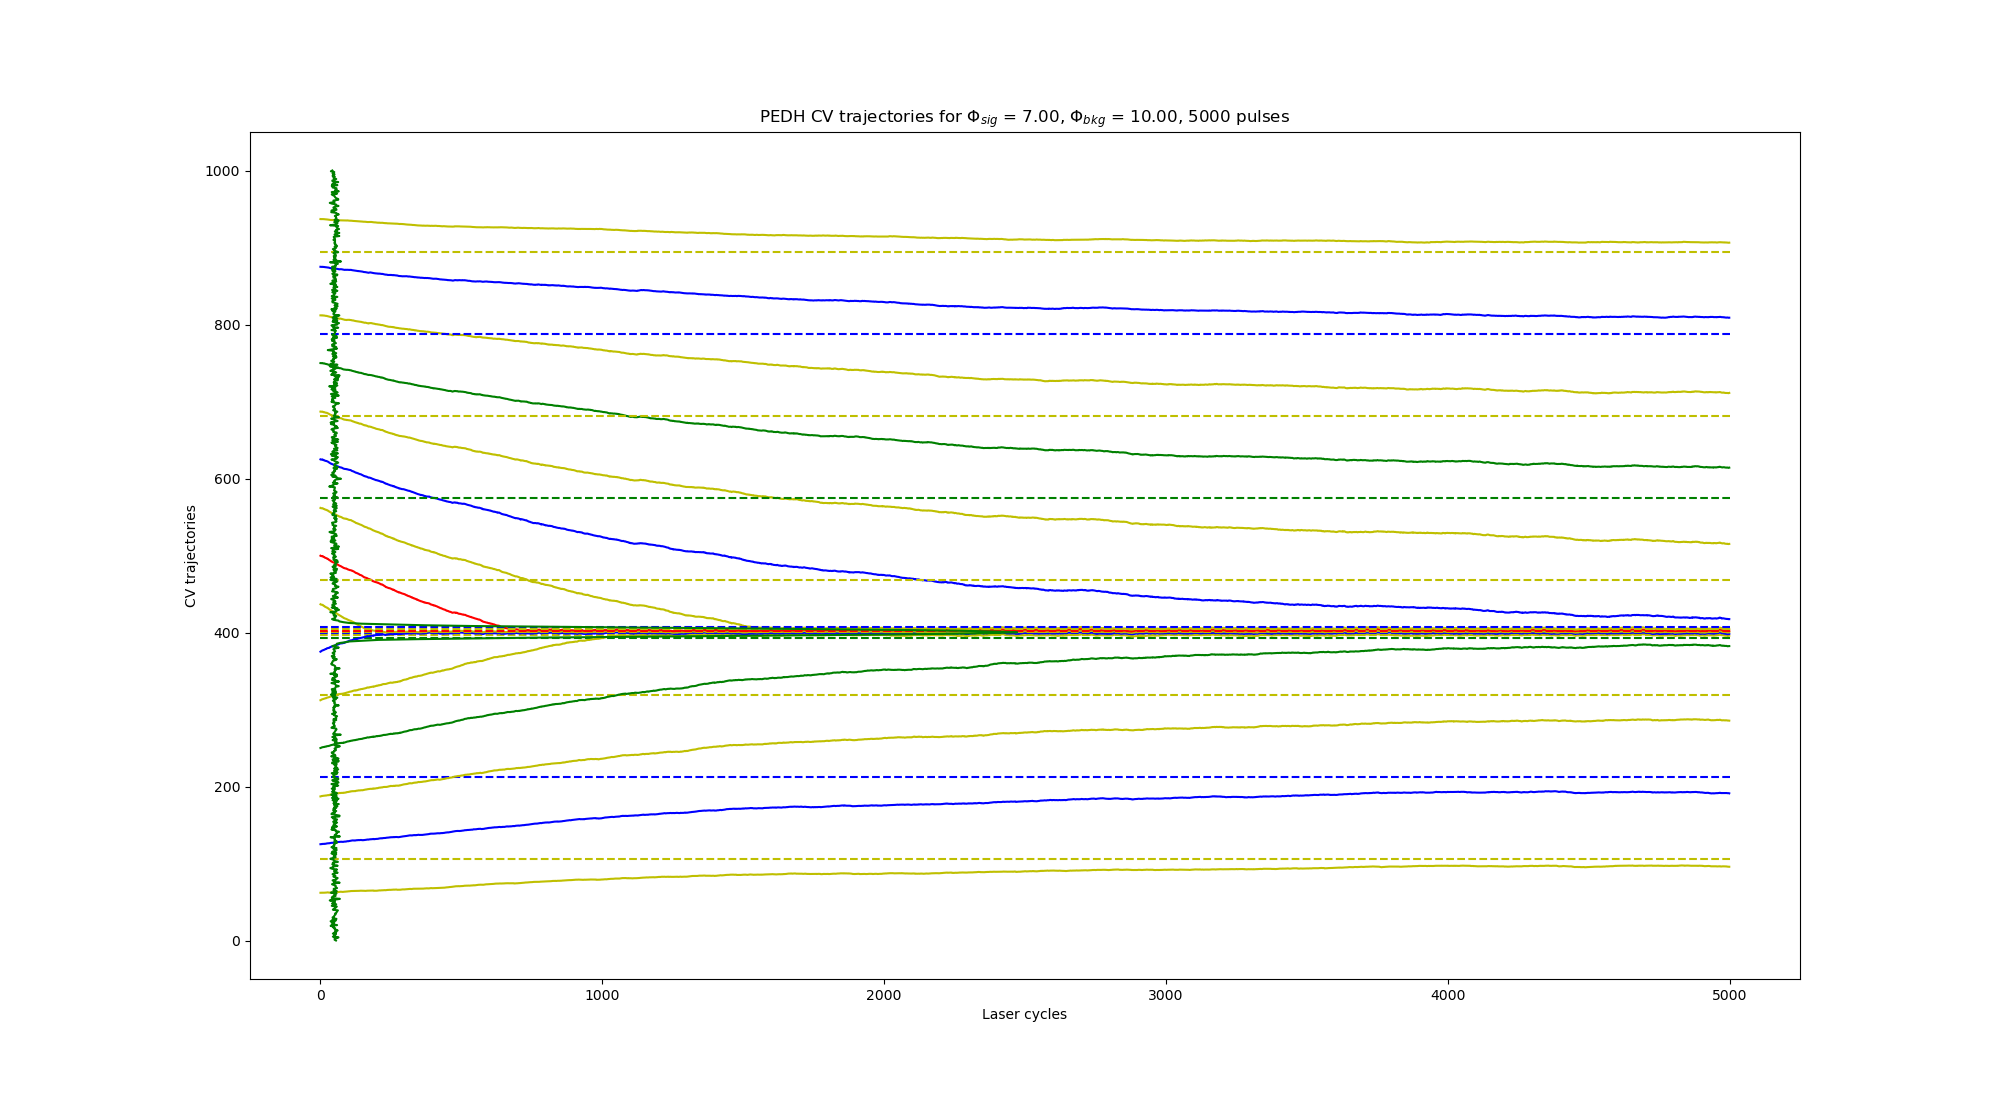 PEDH CV trajectories for Φsig = 7.00, Φbkg = 10.00, 5000 pulses
1000
800
600
400
200
0
CV trajectories
0 1000 2000 3000 4000 5000
Laser cycles